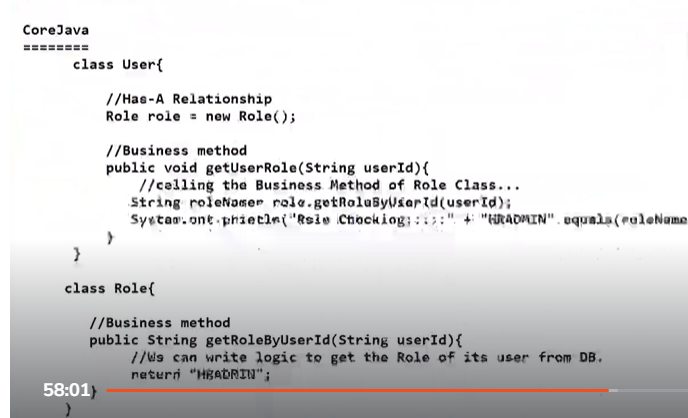 CoreJava
========
class User{
//Has-A Relationship
Role role = new Role();
//Business method
public void getUserRole(String userId){
//calling the Business Method of Role Class...
String roleName= role.getRoleByUserId(userId);
"Role Checking:::::" + "HRADMIN".equals(roleName
}
}
class Role{
//Business method
public String getRoleByUserId(String userId){
//We can write logic to get the Role of its user from DB.
return "HRADMIN";
58:01}
}